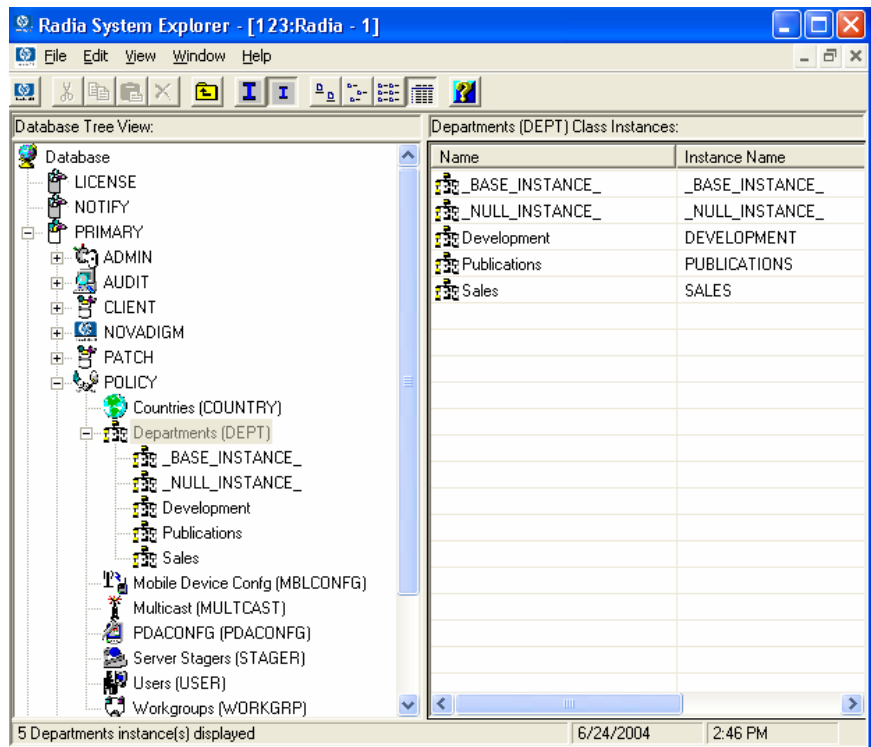 Radia System Explorer - [123:Radia - 1]
File Edit View Window Help
Database Tree View:
Database
LICENSE
NOTIFY
PRIMARY
ADMIN
AUDIT
CLIENT
NOVADIGM
PATCH
POLICY
Countries (COUNTRY)
Departments (DEPT)
_BASE_INSTANCE_
_NULL_INSTANCE_
Development
Publications
Sales
Mobile Device Confg (MBLCONFG)
Multicast (MULTCAST)
PDACONFG (PDACONFG)
Server Stagers (STAGER)
Users (USER)
Workgroups (WORKGRP)
Departments (DEPT) Class Instances:
Name Instance Name
_BASE_INSTANCE_ _BASE_INSTANCE_
_NULL_INSTANCE_ _NULL_INSTANCE_
Development DEVELOPMENT
Publications PUBLICATIONS
Sales SALES
5 Departments instance(s) displayed 6/24/2004 2:46 PM